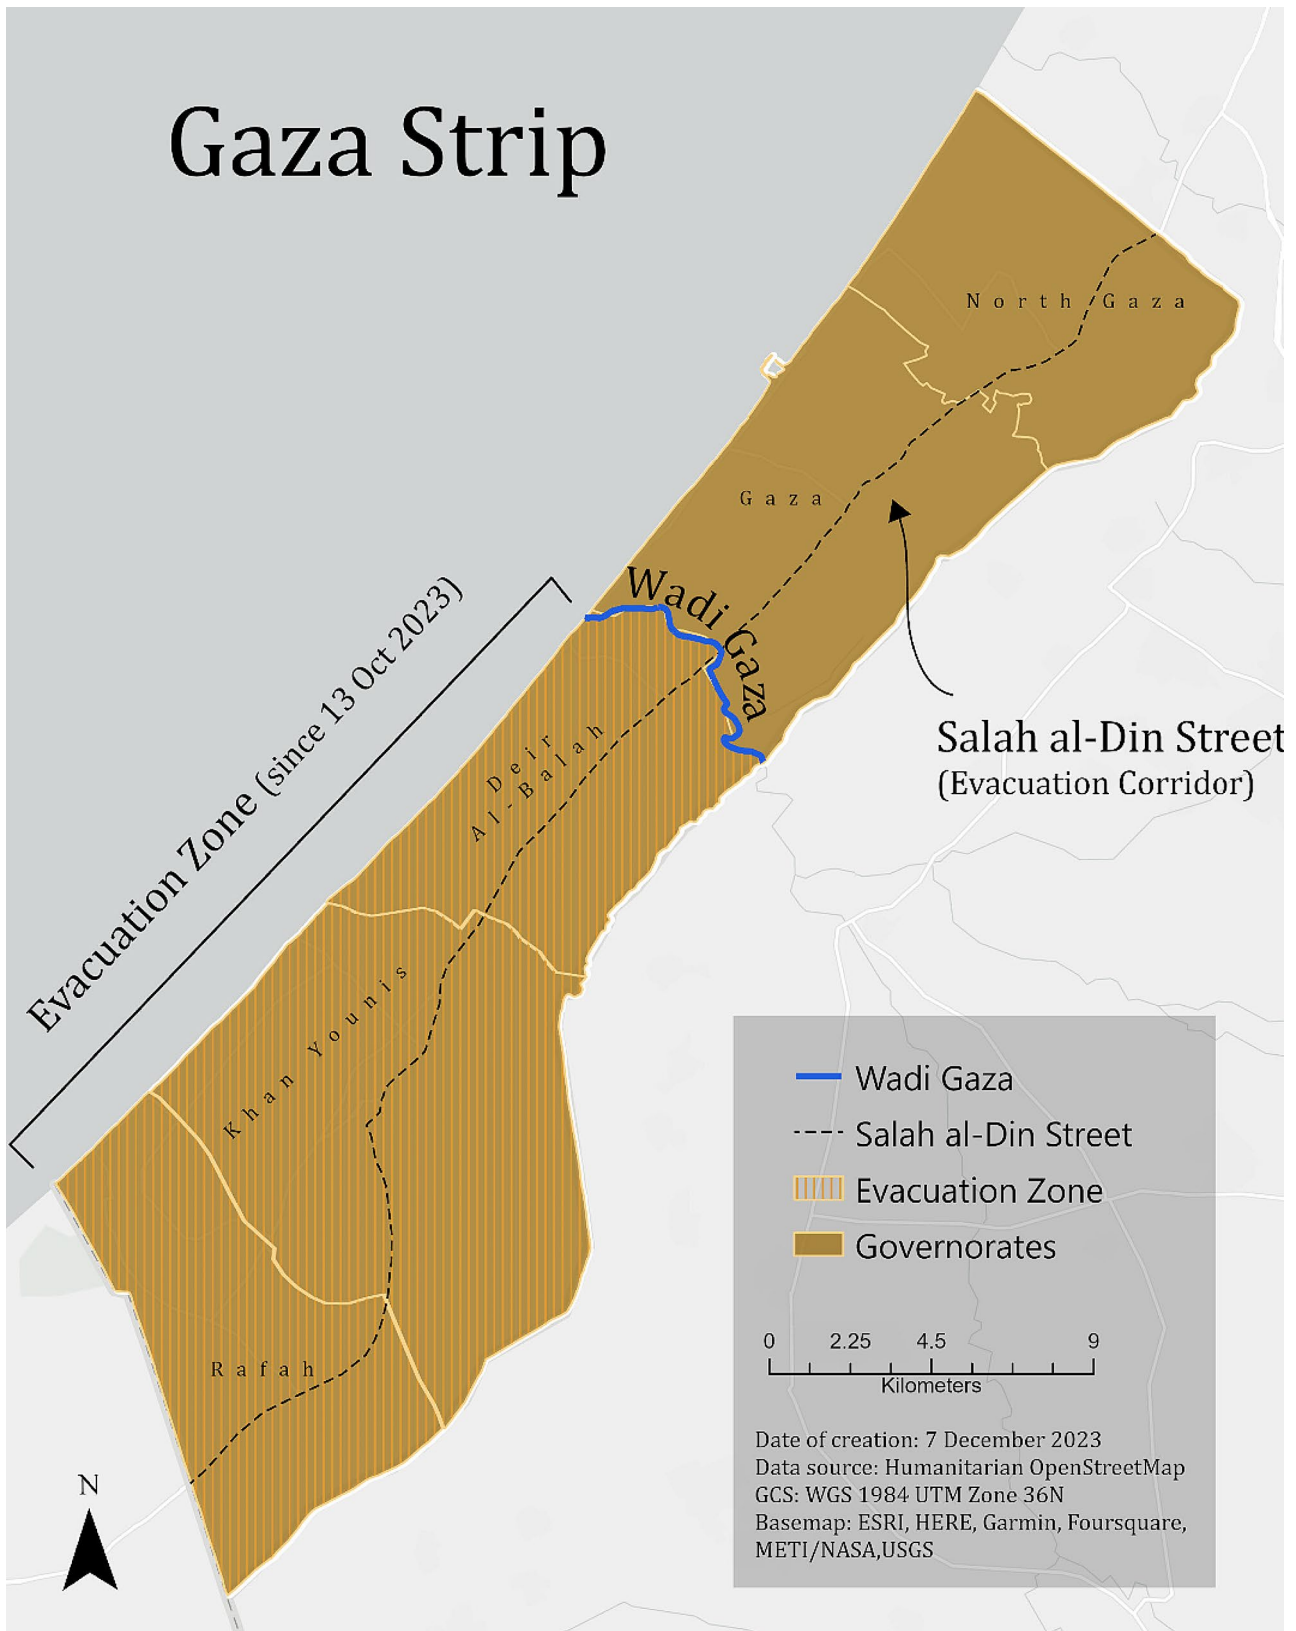 Gaza Strip
North Gaza
Gaza
Wadi Gaza
Evacuation Zone (since 13 Oct 2023)
Salah al-Din Street
(Evacuation Corridor)
Deir
Al-Balah
Khan Younis
Rafah
N
Wadi Gaza
Salah al-Din Street
Evacuation Zone
Governorates
0 2.25 4.5 9
Kilometers
Date of creation: 7 December 2023
Data source: Humanitarian OpenStreetMap
GCS: WGS 1984 UTM Zone 36N
Basemap: ESRI, HERE, Garmin, Foursquare,
METI/NASA,USGS